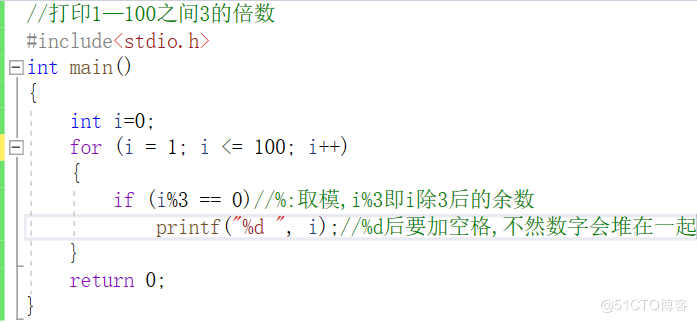 //打印1—100之间3的倍数
#include<stdio.h>
int main()
{
    int i=0;
    for (i = 1; i <= 100; i++)
    {
        if (i%3 == 0)//%:取模,i%3即i除3后的余数
            printf("%d ", i);//%d后要加空格,不然数字会堆在一起
    }
    return 0;
}
@51CTO博客